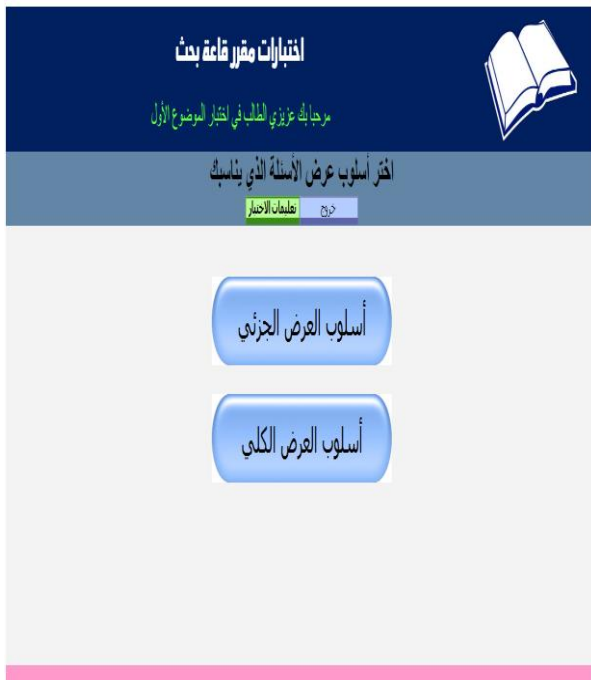 اختبارات مقرر قاعة بحث
مرحبا بك عزيزي الطالب في اختبار الموضوع الأول
اختر أسلوب عرض الأسئلة الذي يناسبك
خروج تعليمات الاختبار
أسلوب العرض الجزئي
أسلوب العرض الكلي